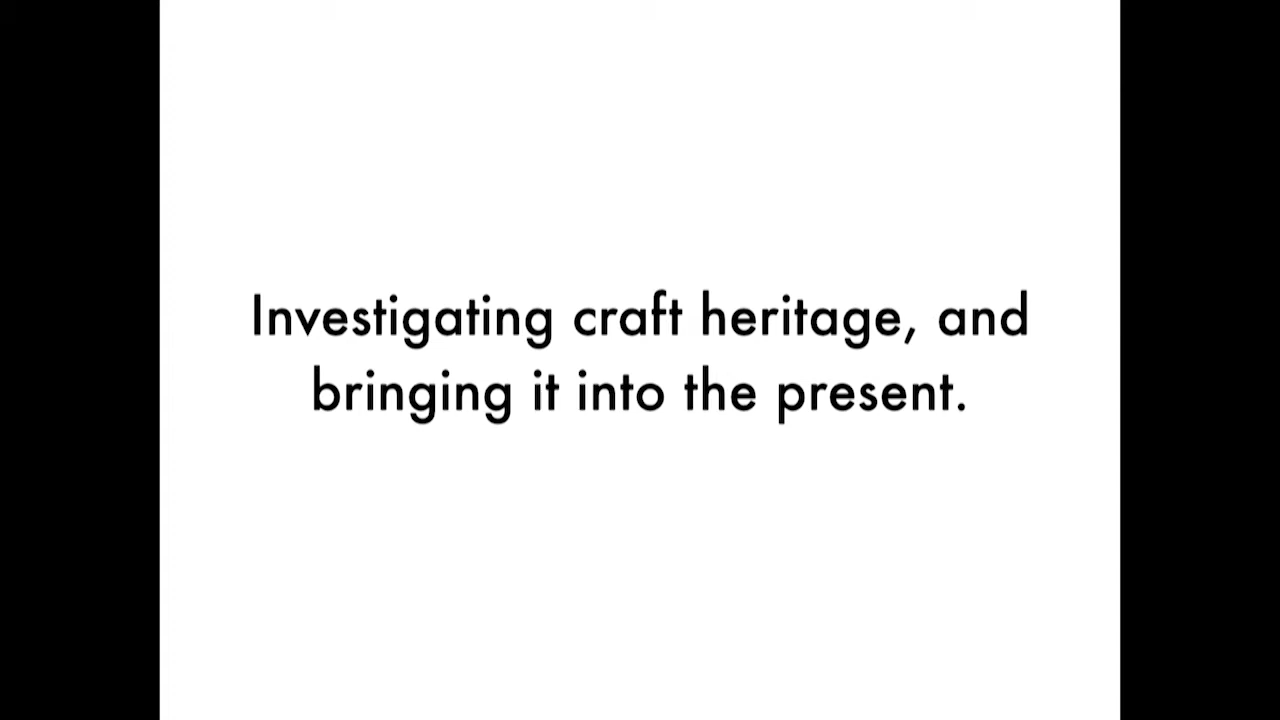 Investigating craft heritage, and
bringing it into the present.